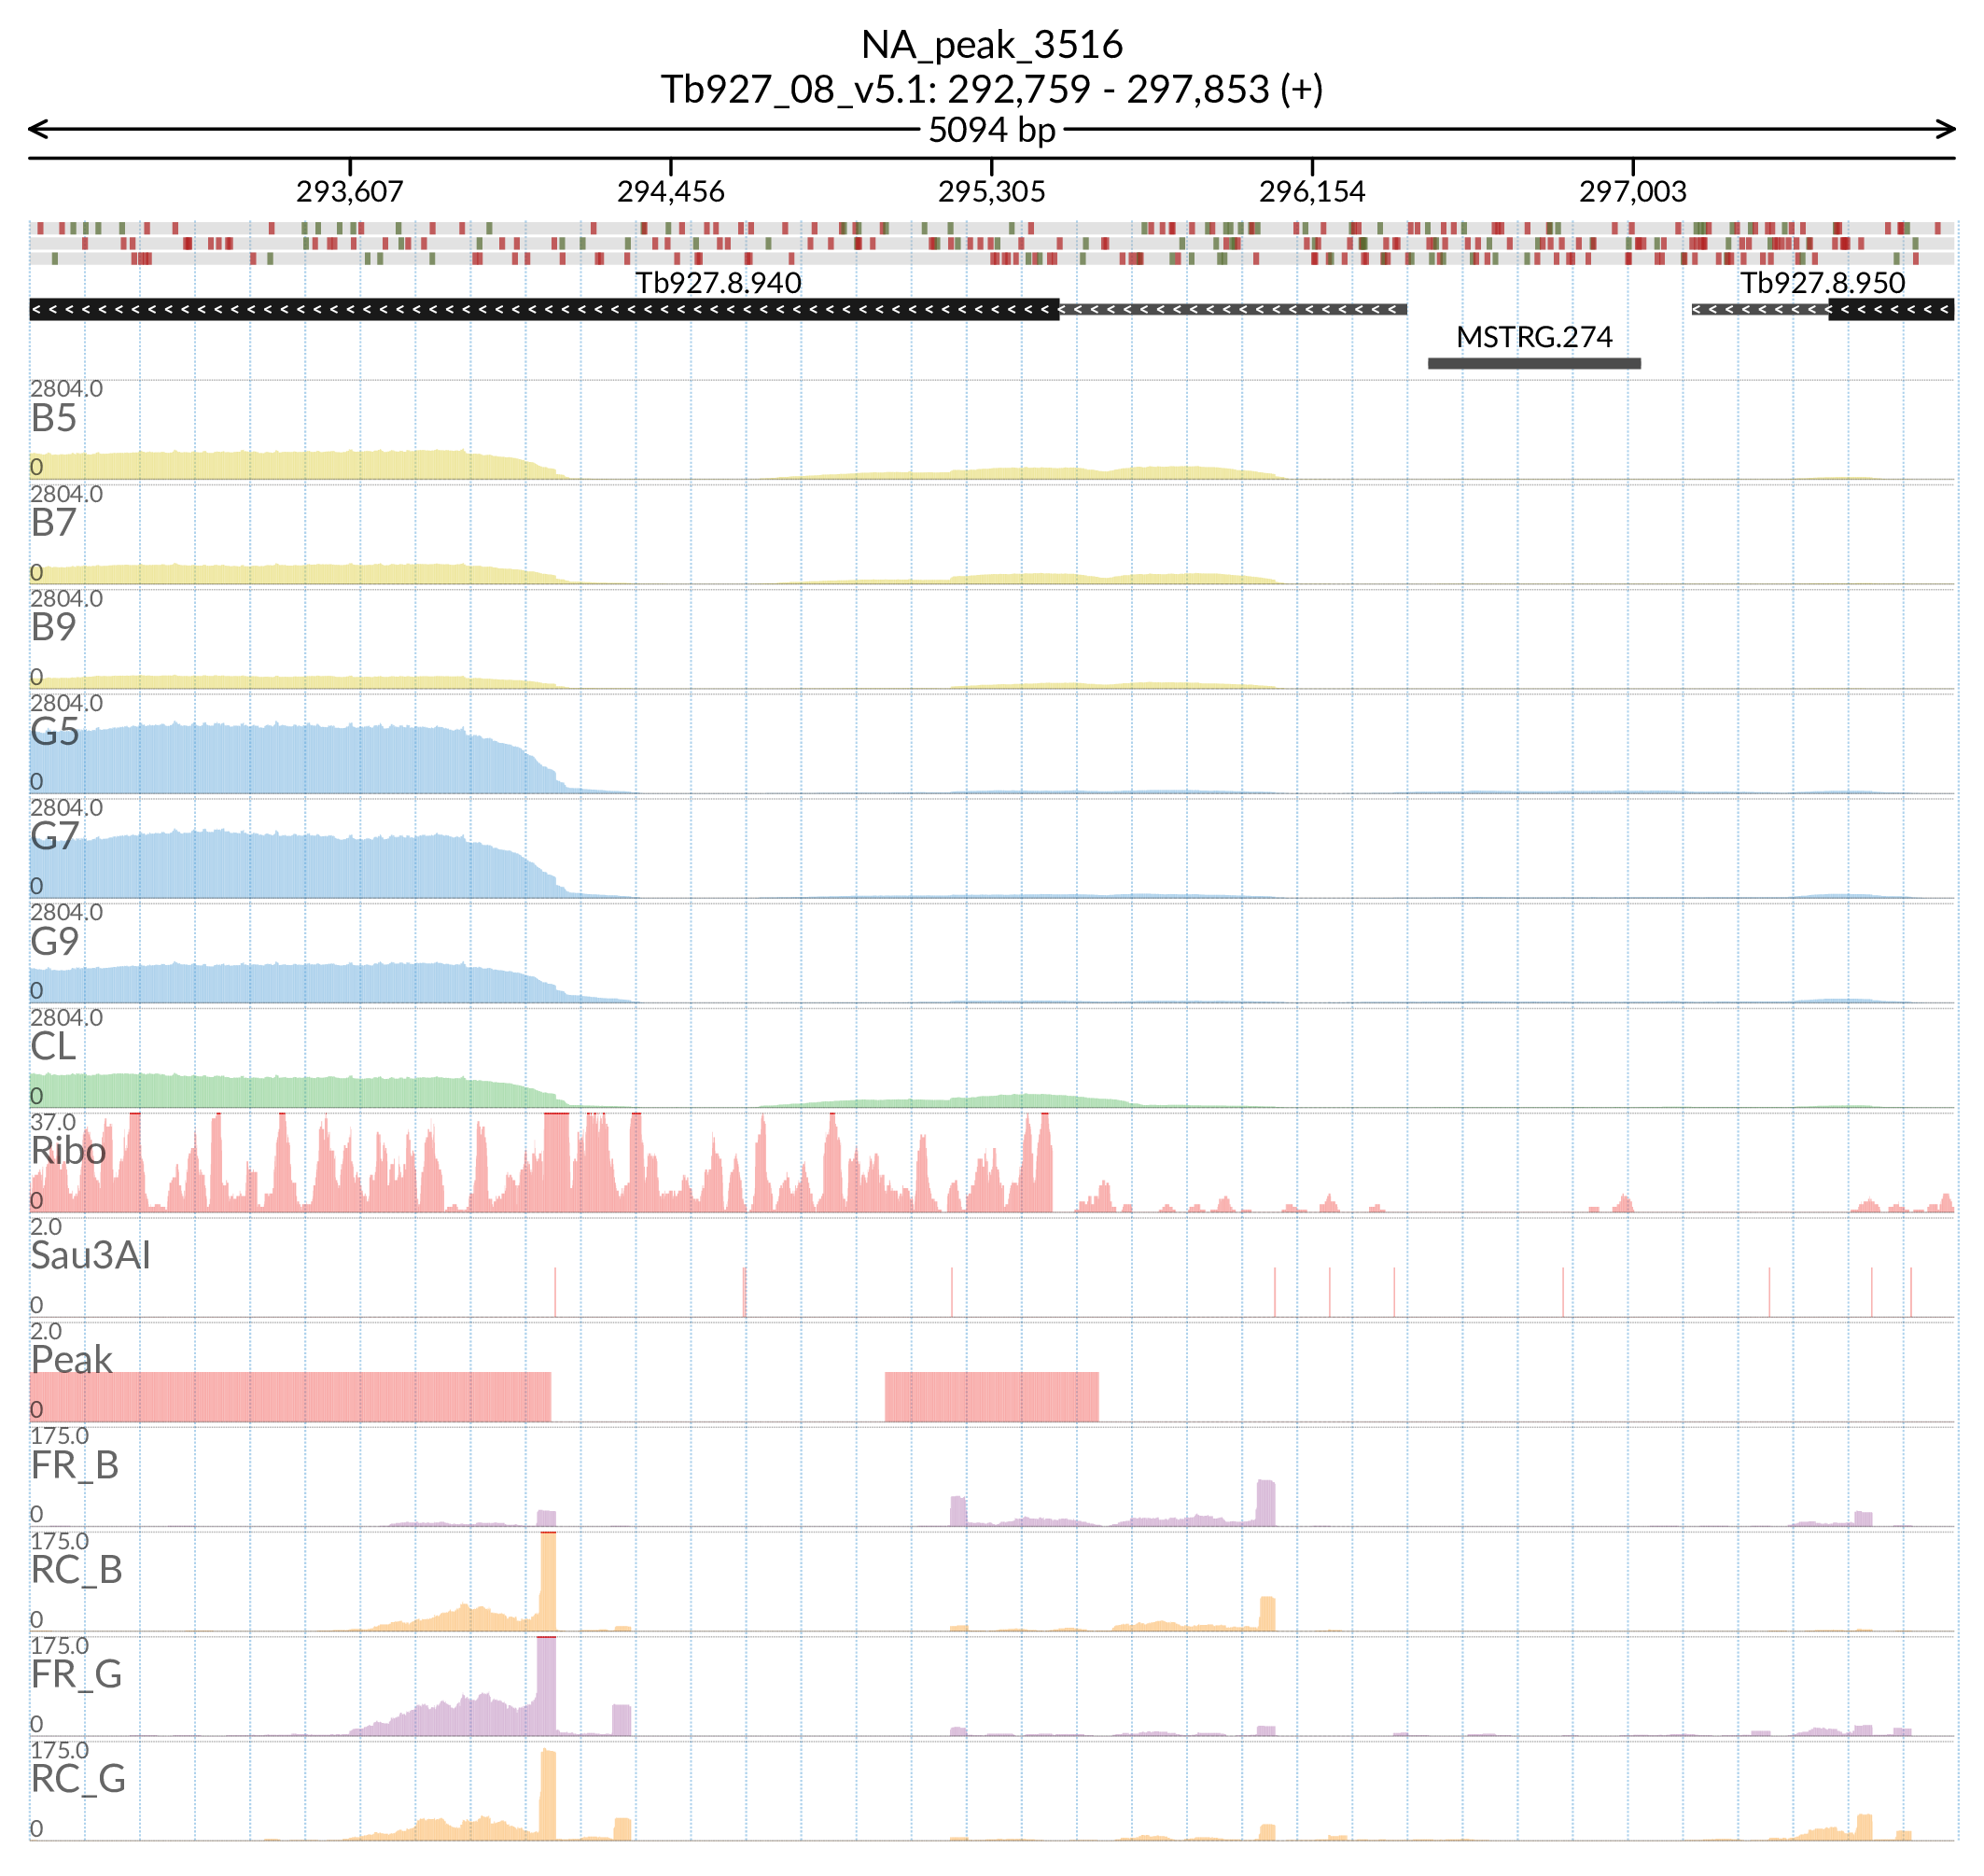 NA_peak_3516
Tb927_08_v5.1: 292,759 - 297,853 (+)
5094 bp
293,607 294,456 295,305 296,154 297,003
Tb927.8.940 Tb927.8.950
MSTRG.274
2804.0
B5
0
2804.0
B7
0
2804.0
B9
0
2804.0
G5
0
2804.0
G7
0
2804.0
G9
0
2804.0
CL
0
37.0
Ribo
0
2.0
Sau3AI
0
2.0
Peak
0
175.0
FR_B
0
175.0
RC_B
0
175.0
FR_G
0
175.0
RC_G
0